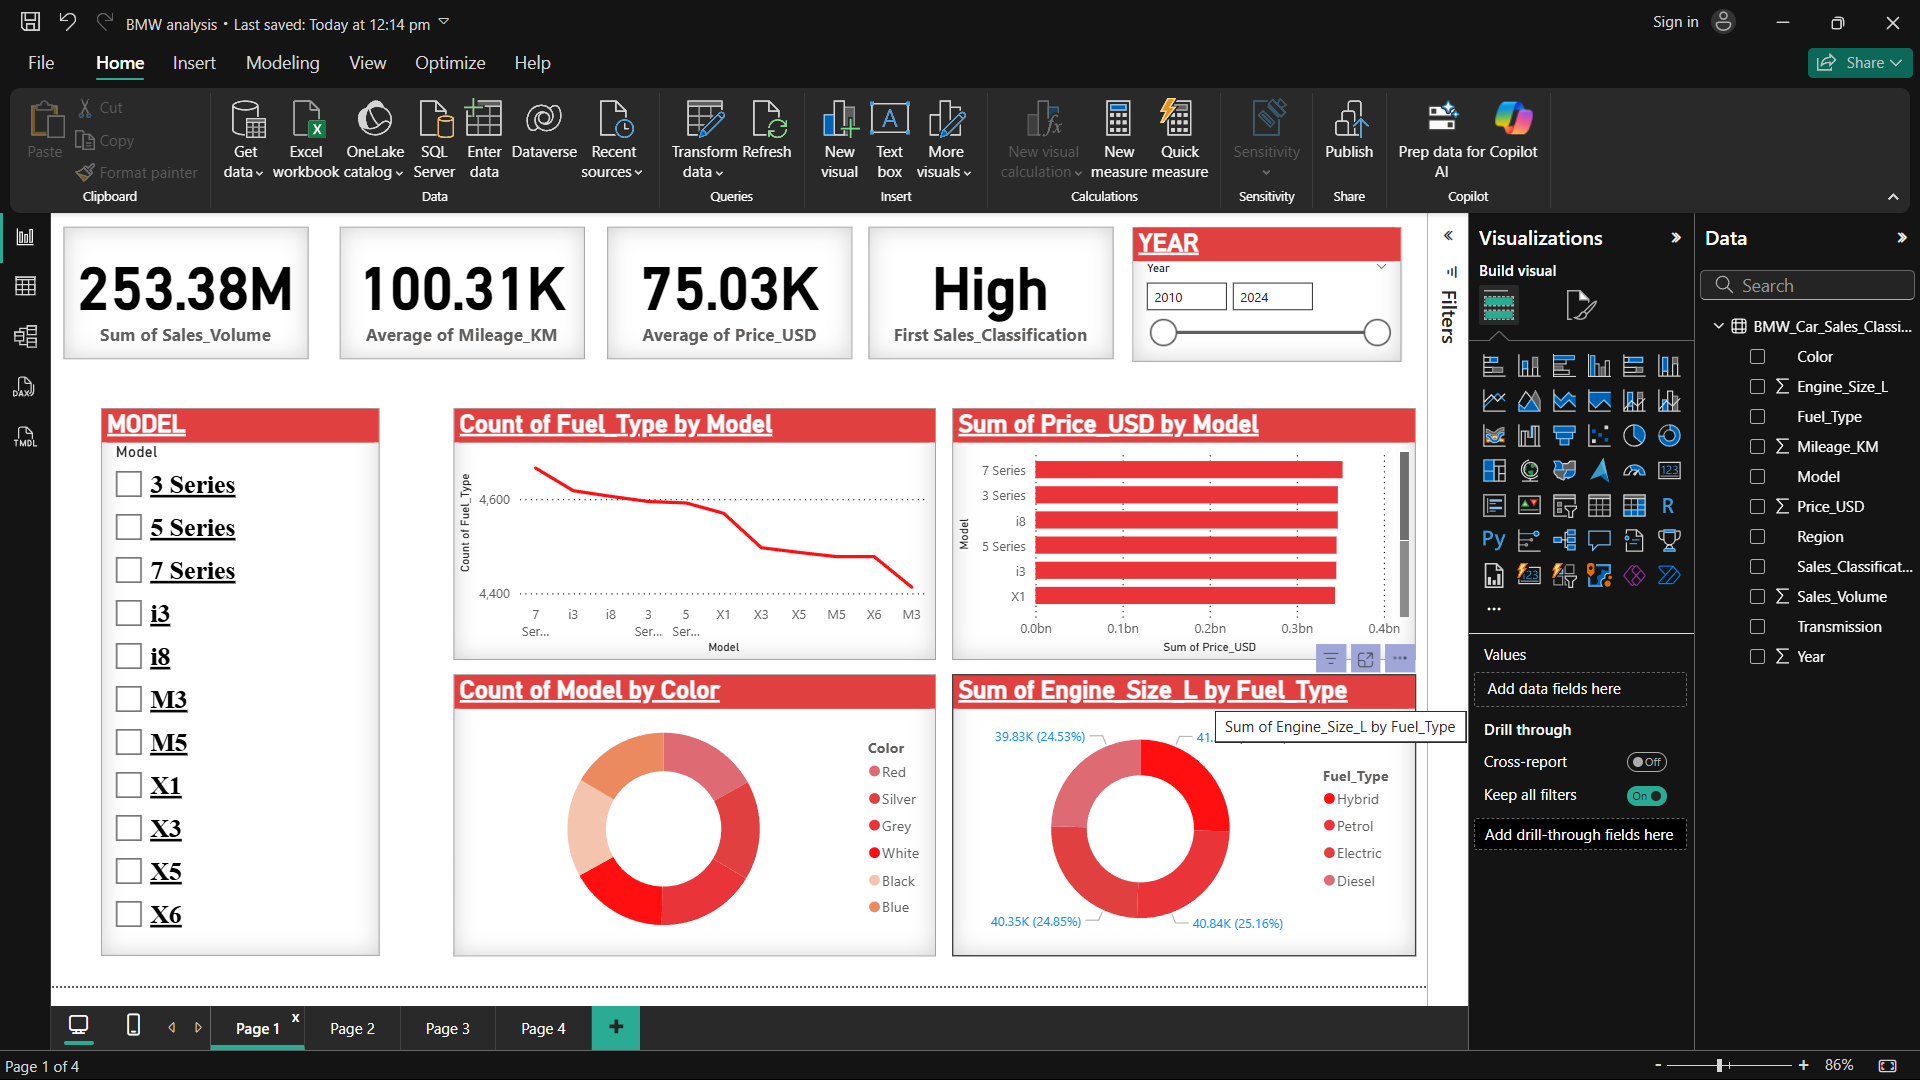 BMW analysis • Last saved: Today at 12:14 pm
Sign in
File
Home
Insert
Modeling
View
Optimize
Help
Share
Paste
Cut
Copy
Format painter
Clipboard
Get data
Excel workbook
OneLake catalog
SQL Server
Enter data
Dataverse
Recent sources
Data
Transform data
Refresh
Queries
New visual
Text box
More visuals
Insert
New visual calculation
New measure
Quick measure
Calculations
Sensitivity
Sensitivity
Publish
Share
Prep data for AI
Copilot
Copilot
DAX
TMDL
253.38M
Sum of Sales_Volume
100.31K
Average of Mileage_KM
75.03K
Average of Price_USD
High
First Sales_Classification
YEAR
Year
2010
2024
MODEL
Model
3 Series
5 Series
7 Series
i3
i8
M3
M5
X1
X3
X5
X6
Count of Fuel_Type by Model
Count of Fuel_Type
4,600
4,400
7 Ser...
i3
i8
3 Ser...
5 Ser...
X1
X3
X5
M5
X6
M3
Model
Sum of Price_USD by Model
Model
7 Series
3 Series
i8
5 Series
i3
X1
0.0bn
0.1bn
0.2bn
0.3bn
0.4bn
Sum of Price_USD
Count of Model by Color
Color
Red
Silver
Grey
White
Black
Blue
Sum of Engine_Size_L by Fuel_Type
Sum of Engine_Size_L by Fuel_Type
39.83K (24.53%)
41.
40.35K (24.85%)
40.84K (25.16%)
Fuel_Type
Hybrid
Petrol
Electric
Diesel
Filters
Visualizations
Build visual
123
R
Py
123
Values
Add data fields here
Drill through
Cross-report
Off
Keep all filters
On
Add drill-through fields here
Data
Search
BMW_Car_Sales_Classi...
Color
Engine_Size_L
Fuel_Type
Mileage_KM
Model
Price_USD
Region
Sales_Classificat...
Sales_Volume
Transmission
Year
Page 1
Page 2
Page 3
Page 4
Page 1 of 4
86%